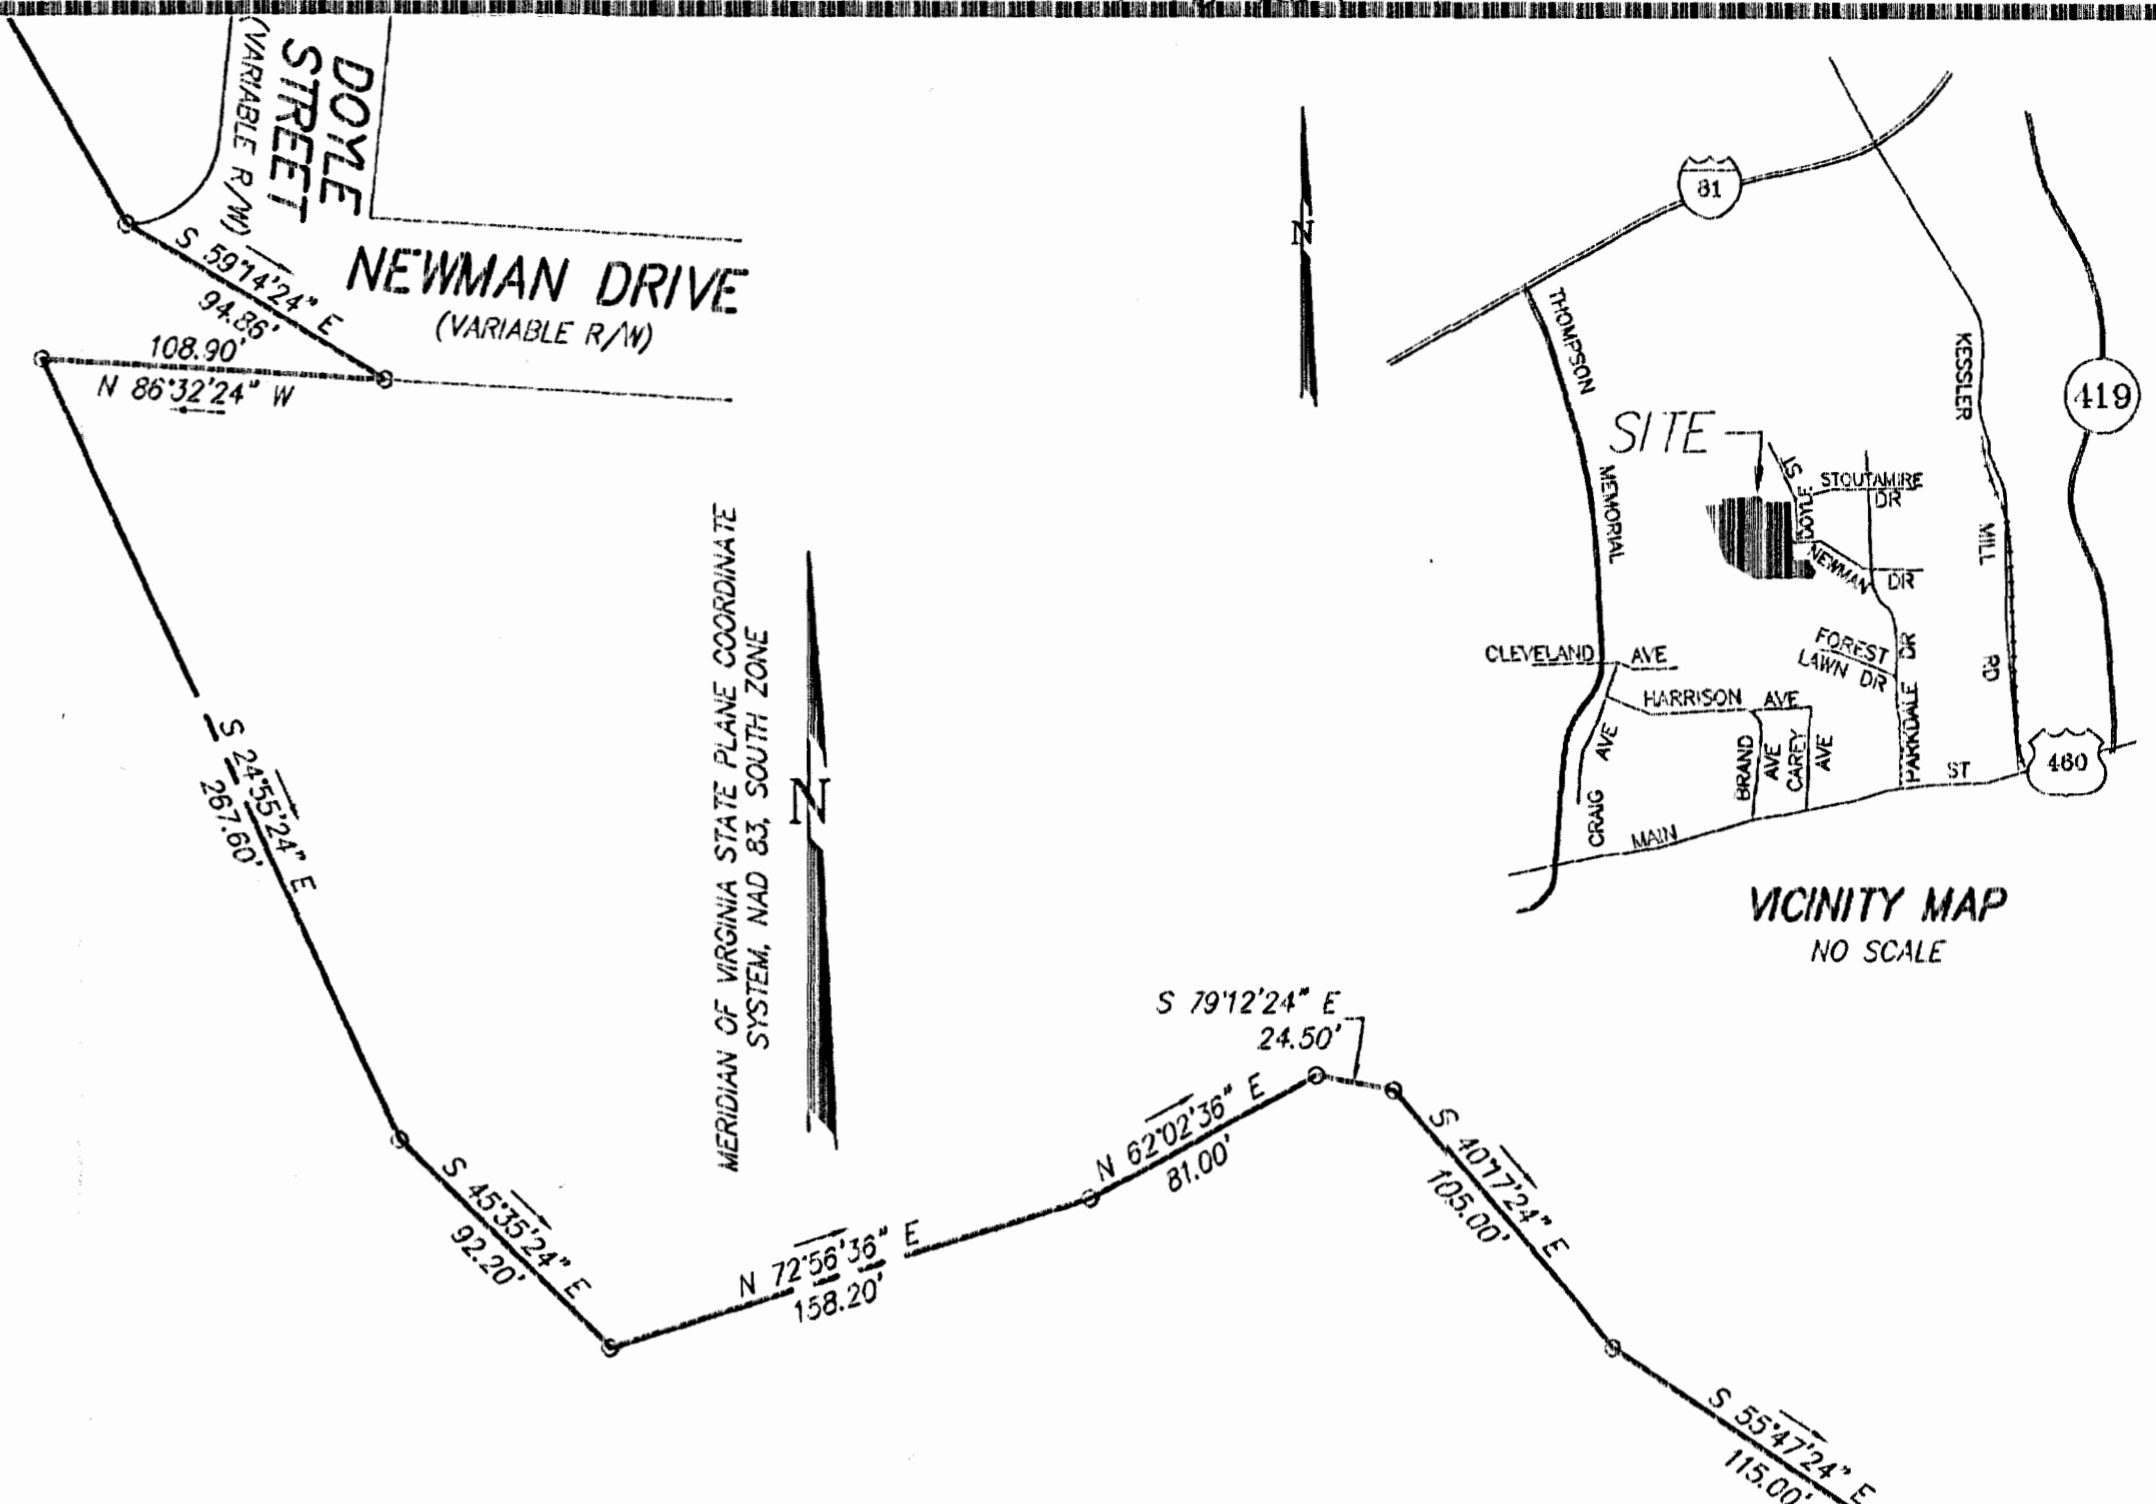 DOYLE
STREET
(VARIABLE R/W)
S 59°14'24" E
94.86'
NEWMAN DRIVE
(VARIABLE R/W)
108.90'
N 86°32'24" W
S 24°55'24" E
267.60'
S 45°35'24" E
92.20'
N 72°56'36" E
158.20'
N 62°02'36" E
81.00'
S 79°12'24" E
24.50'
S 40°17'24" E
105.00'
S 55°47'24" E
115.00'
MERIDIAN OF VIRGINIA STATE PLANE COORDINATE
SYSTEM, NAD 83, SOUTH ZONE
N
N
81
THOMPSON
MEMORIAL
KESSLER
MILL
RD
419
SITE
DOYLE ST
STOUTAMIRE
DR
NEWMAN DR
FOREST
LAWN DR
PARKDALE DR
CLEVELAND AVE
HARRISON AVE
CRAIG AVE
BRAND
AVE
CAREY
AVE
MAIN ST
460
VICINITY MAP
NO SCALE